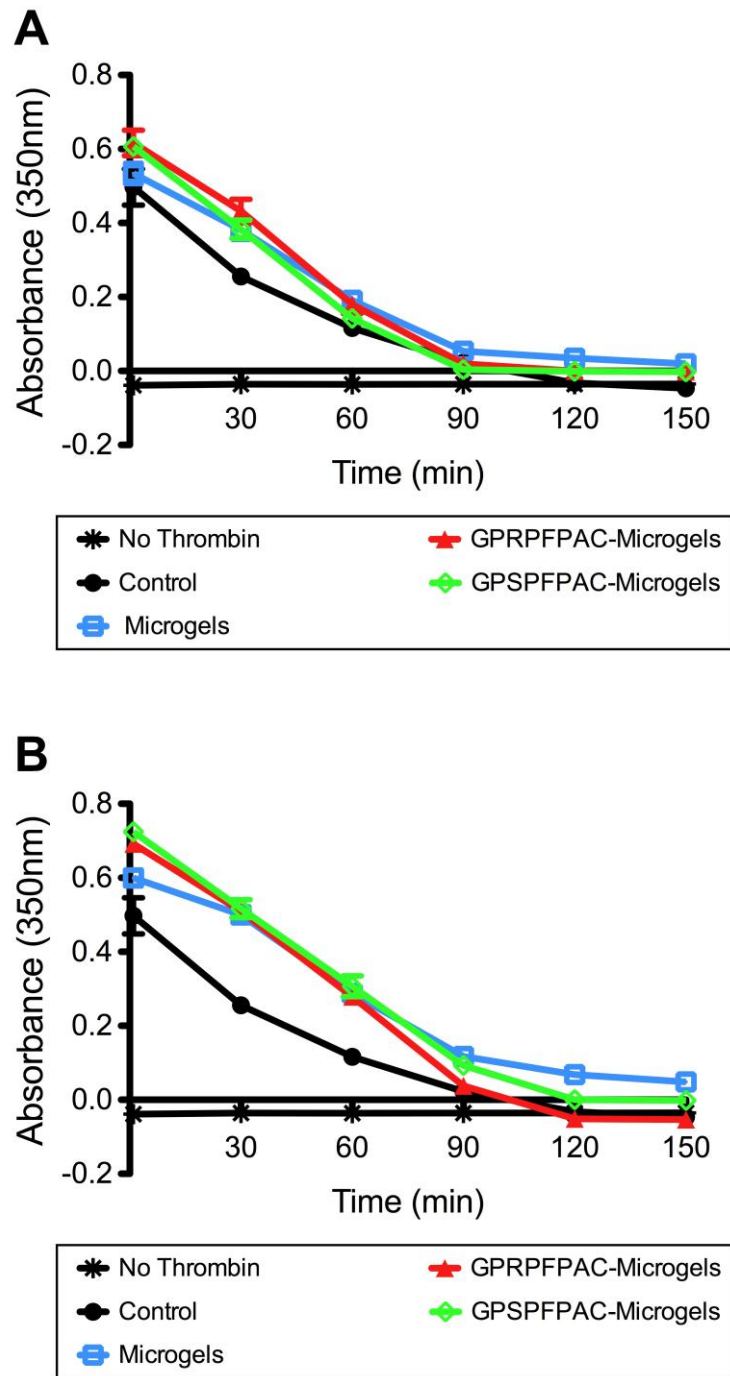 A
Absorbance (350nm)
0.8
0.6
0.4
0.2
0.0
-0.2
30 60 90 120 150
Time (min)
No Thrombin GPRPFPAC-Microgels
Control GPSPFPAC-Microgels
Microgels
B
Absorbance (350nm)
0.8
0.6
0.4
0.2
0.0
-0.2
30 60 90 120 150
Time (min)
No Thrombin GPRPFPAC-Microgels
Control GPSPFPAC-Microgels
Microgels